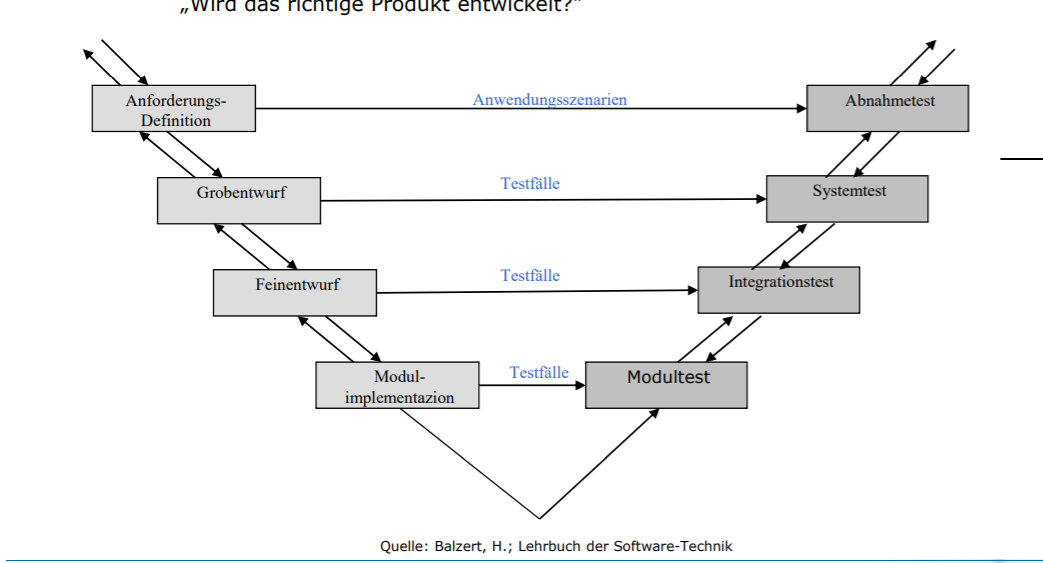 „Wird das richtige Produkt entwickelt?“
Anforderungs-
Definition
Anwendungsszenarien
Abnahmetest
Grobentwurf
Testfälle
Systemtest
Feinentwurf
Testfälle
Integrationstest
Modul-
implementazion
Testfälle
Modultest
Quelle: Balzert, H.; Lehrbuch der Software-Technik